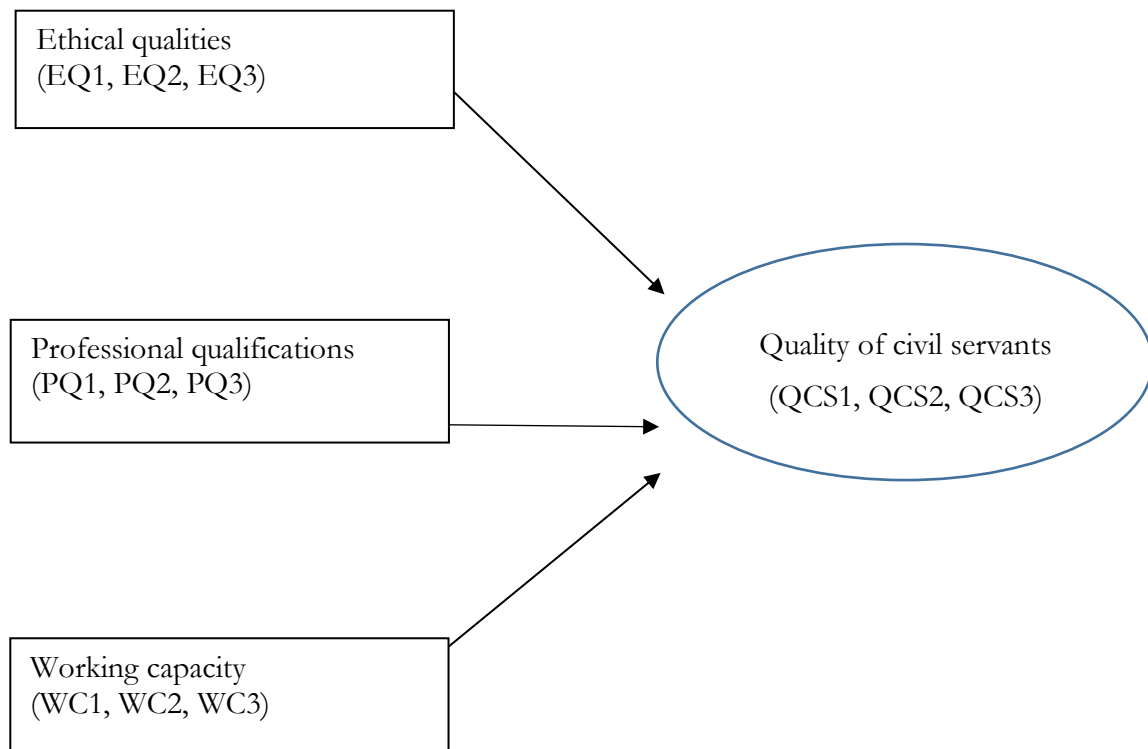 Ethical qualities
(EQ1, EQ2, EQ3)
Professional qualifications
(PQ1, PQ2, PQ3)
Quality of civil servants
(QCS1, QCS2, QCS3)
Working capacity
(WC1, WC2, WC3)